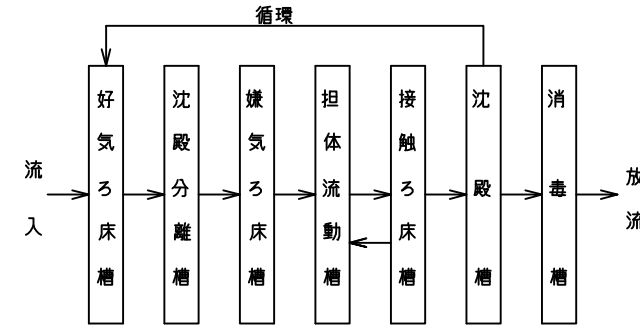 循環
流入
好気ろ床槽
沈殿分離槽
嫌気ろ床槽
担体流動槽
接触ろ床槽
沈殿槽
消毒槽
放流